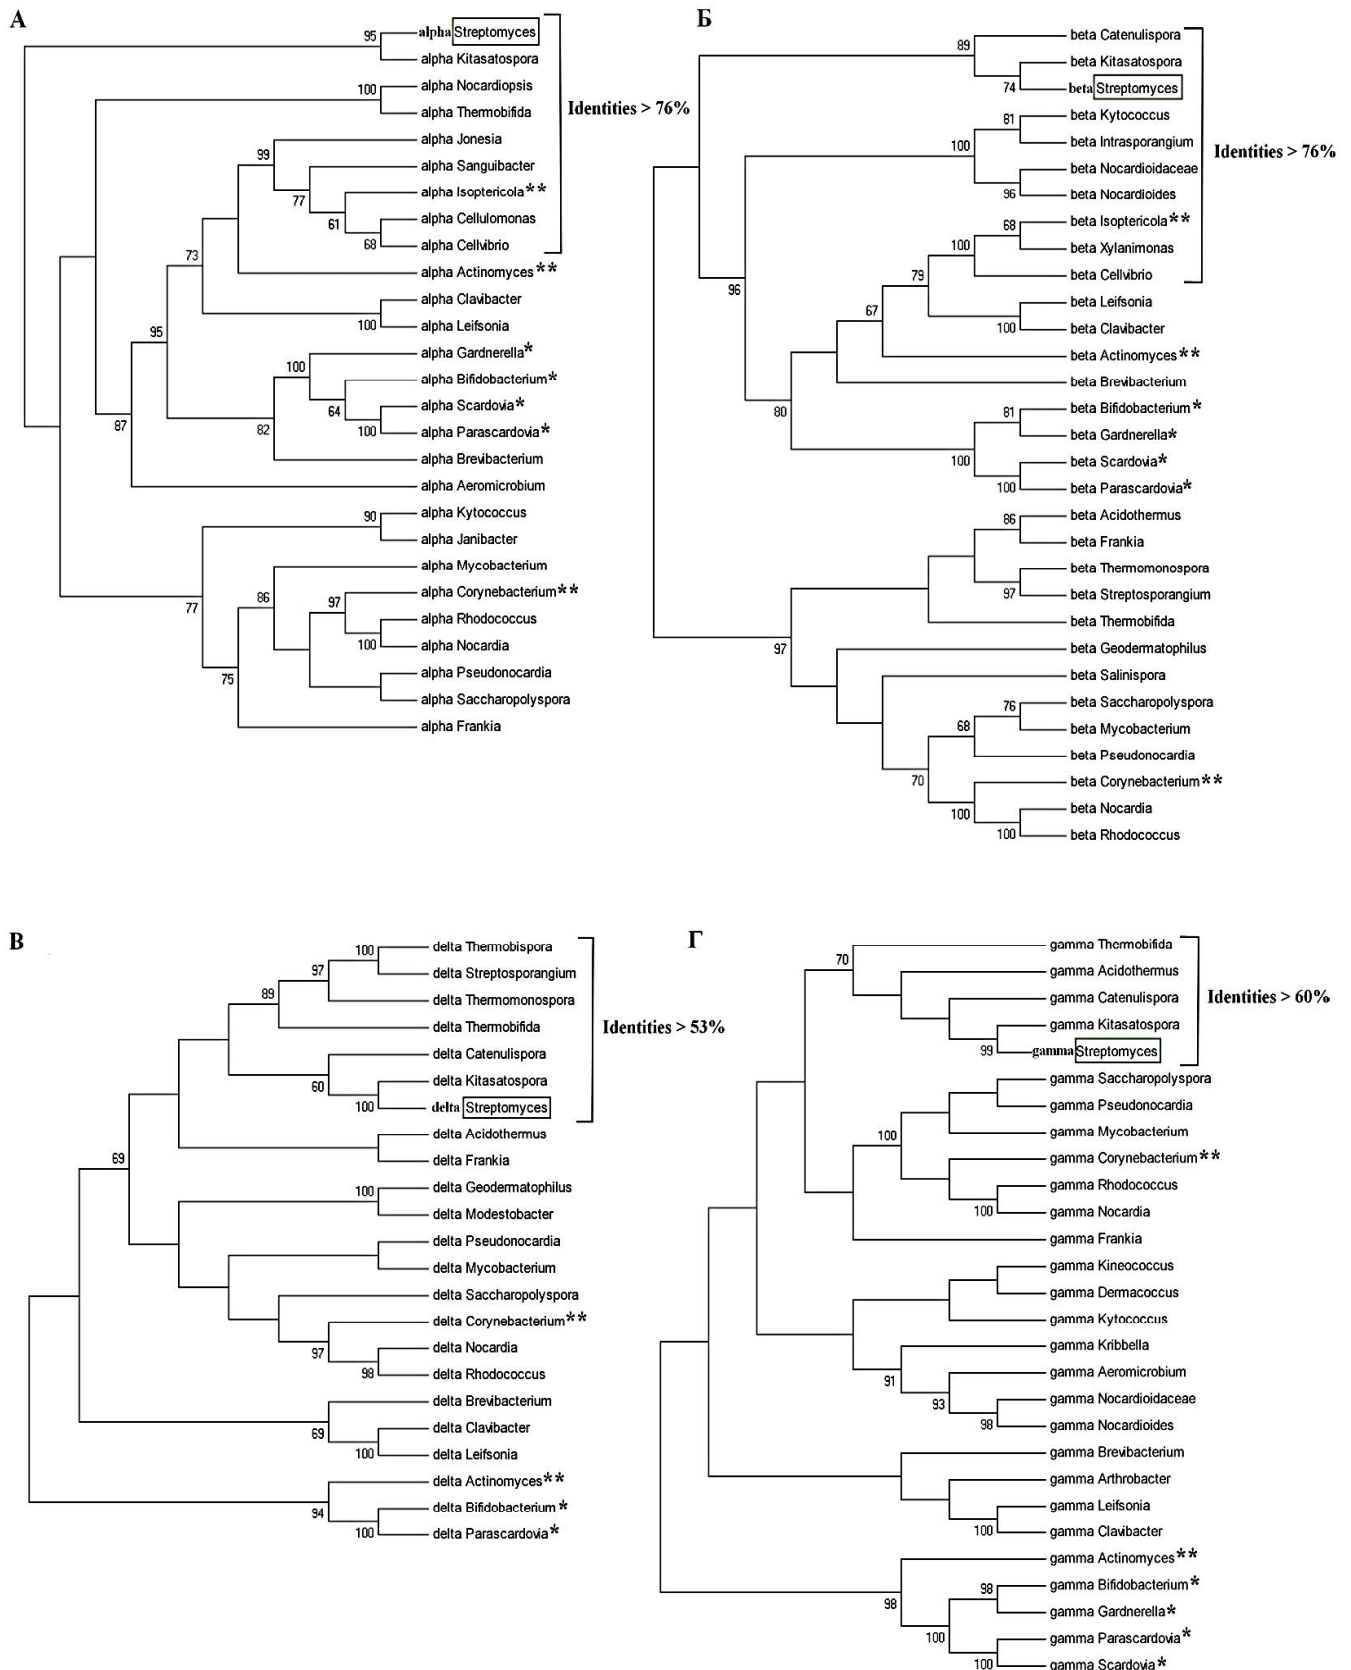 А
95
alpha Streptomyces
alpha Kitasatospora
100
alpha Nocardiopsis
alpha Thermobifida
Identities > 76%
99
alpha Jonesia
alpha Sanguibacter
77
alpha Isoptericola**
61
alpha Cellulomonas
68
alpha Cellvibrio
73
alpha Actinomyces**
alpha Clavibacter
100
alpha Leifsonia
95
alpha Gardnerella*
100
alpha Bifidobacterium*
64
alpha Scardovia*
100
alpha Parascardovia*
87
82
alpha Brevibacterium
alpha Aeromicrobium
90
alpha Kytococcus
alpha Janibacter
alpha Mycobacterium
77
86
97
alpha Corynebacterium**
alpha Rhodococcus
100
alpha Nocardia
75
alpha Pseudonocardia
alpha Saccharopolyspora
alpha Frankia
Б
89
beta Catenulispora
beta Kitasatospora
74
beta Streptomyces
81
beta Kytococcus
100
beta Intrasporangium
Identities > 76%
beta Nocardioidaceae
96
beta Nocardioides
68
beta Isoptericola**
100
beta Xylanimonas
79
beta Cellvibrio
96
67
beta Leifsonia
100
beta Clavibacter
beta Actinomyces**
beta Brevibacterium
80
81
beta Bifidobacterium*
beta Gardnerella*
100
beta Scardovia*
100
beta Parascardovia*
86
beta Acidothermus
beta Frankia
beta Thermomonospora
97
beta Streptosporangium
beta Thermobifida
97
beta Geodermatophilus
beta Salinispora
76
beta Saccharopolyspora
68
beta Mycobacterium
beta Pseudonocardia
70
beta Corynebacterium**
100
beta Nocardia
100
beta Rhodococcus
В
100
delta Thermobispora
97
delta Streptosporangium
89
delta Thermomonospora
delta Thermobifida
Identities > 53%
delta Catenulispora
60
delta Kitasatospora
100
delta Streptomyces
delta Acidothermus
69
delta Frankia
100
delta Geodermatophilus
delta Modestobacter
delta Pseudonocardia
delta Mycobacterium
delta Saccharopolyspora
delta Corynebacterium**
97
delta Nocardia
98
delta Rhodococcus
delta Brevibacterium
69
delta Clavibacter
100
delta Leifsonia
delta Actinomyces**
94
delta Bifidobacterium*
100
delta Parascardovia*
Г
70
gamma Thermobifida
gamma Acidothermus
gamma Catenulispora
Identities > 60%
gamma Kitasatospora
99
gamma Streptomyces
gamma Saccharopolyspora
gamma Pseudonocardia
100
gamma Mycobacterium
gamma Corynebacterium**
gamma Rhodococcus
100
gamma Nocardia
gamma Frankia
gamma Kineococcus
gamma Dermacoccus
gamma Kytococcus
gamma Kribbella
91
gamma Aeromicrobium
93
gamma Nocardioidaceae
98
gamma Nocardioides
gamma Brevibacterium
gamma Arthrobacter
gamma Leifsonia
100
gamma Clavibacter
gamma Actinomyces**
98
98
gamma Bifidobacterium*
gamma Gardnerella*
100
gamma Parascardovia*
100
gamma Scardovia*